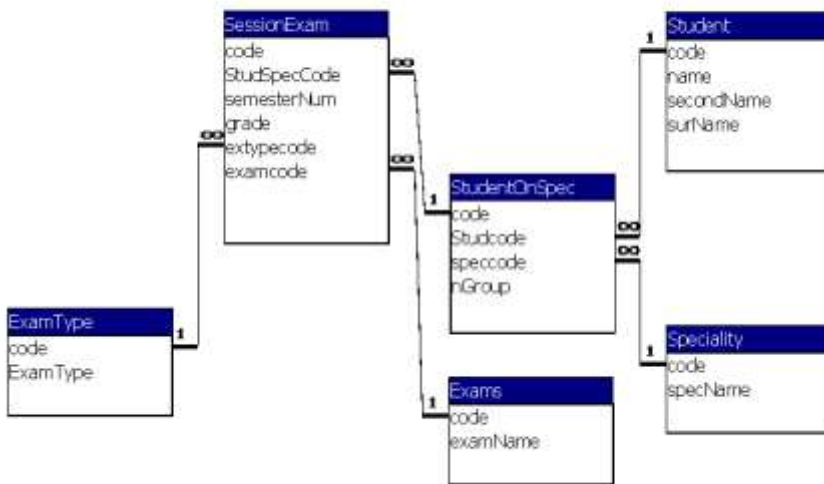 SessionExam
code
StudSpecCode
semesterNum
grade
extypecode
examcode
Student
code
name
secondName
surName
StudentOnSpec
code
Studcode
speccode
nGroup
ExamType
code
ExamType
Exams
code
examName
Speciality
code
specName
∞
∞
∞
1
1
1
∞
∞
1
1